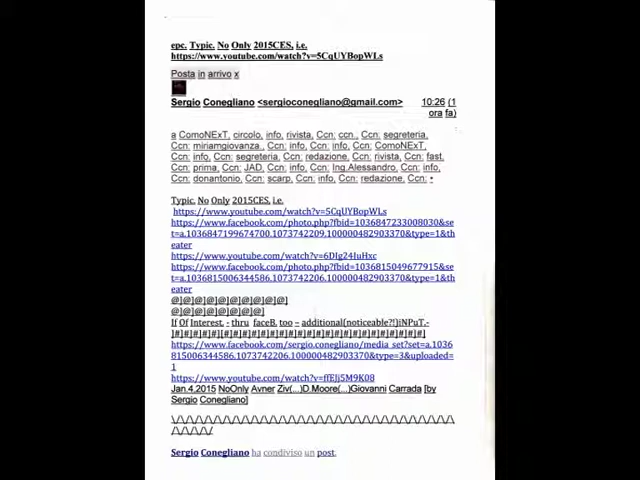 epc. Typic. No Only 2015CES, i.e.
https://www.youtube.com/watch?v=5CqUYBopWLs
Posta in arrivo x
Sergio Conegliano <sergioconegliano@gmail.com> 10:26 (1
ora fa)
a ComoNExT, circolo, info, rivista, Ccn: ccn., Ccn: segreteria,
Ccn: miriamgiovanza., Ccn: info, Ccn: info, Ccn: ComoNEXT,
Ccn: info, Ccn: segreteria, Ccn: redazione, Ccn: rivista, Ccn: fast,
Ccn: prima, Ccn: JAD, Ccn: info, Ccn: Ing.Alessandro, Ccn: info,
Ccn: donantonio, Ccn: scarp, Ccn: info, Ccn: redazione, Ccn: •
Typic. No Only 2015CES, i.e.
https://www.youtube.com/watch?v=5CqUYBopWLs
https://www.facebook.com/photo.php?fbid=1036847233008030&se
t=a.1036847199674700.1073742209.100000482903370&type=1&th
eater
https://www.youtube.com/watch?v=6DIg24IuHxc
https://www.facebook.com/photo.php?fbid=1036815049677915&se
t=a.1036815006344586.1073742206.100000482903370&type=1&th
eater
@]@]@]@]@]@]@]@]@]@]
@]@]@]@]@]@]@]@]
If Of Interest, - thru faceB. too – additional(noticeable?!)iNPuT.-
]#]#]#]#]#][#]#]#]#]#]#]#]#]#]#]#]#]#]#]#]#]#]#]#]
https://www.facebook.com/sergio.conegliano/media_set?set=a.1036
815006344586.1073742206.100000482903370&type=3&uploaded=
1
https://www.youtube.com/watch?v=ffEJj5M9K08
Jan.4,2015 NoOnly Avner Ziv(...)D.Moore(...)Giovanni Carrada [by
Sergio Conegliano]
\/\/\/\/\/\/\/\/\/\/\/\/\/\/\/\/\/\/\/\/\/\/\/\/\/\/\/\/\/\/\/
\/\/\/\/\/
Sergio Conegliano ha condiviso un post.